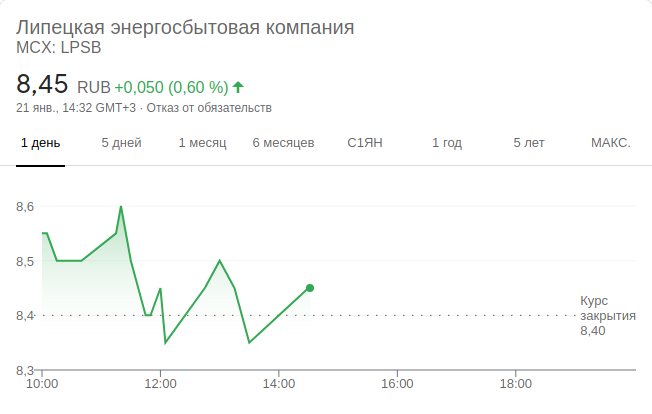 Липецкая энергосбытовая компания
MCX: LPSB
8,45 RUB +0,050 (0,60 %)
21 янв., 14:32 GMT+3 · Отказ от обязательств
1 день 5 дней 1 месяц 6 месяцев С1ЯН 1 год 5 лет МАКС.
8,6
8,5
Курс
8,4 закрытия
8,40
8,3
10:00 12:00 14:00 16:00 18:00